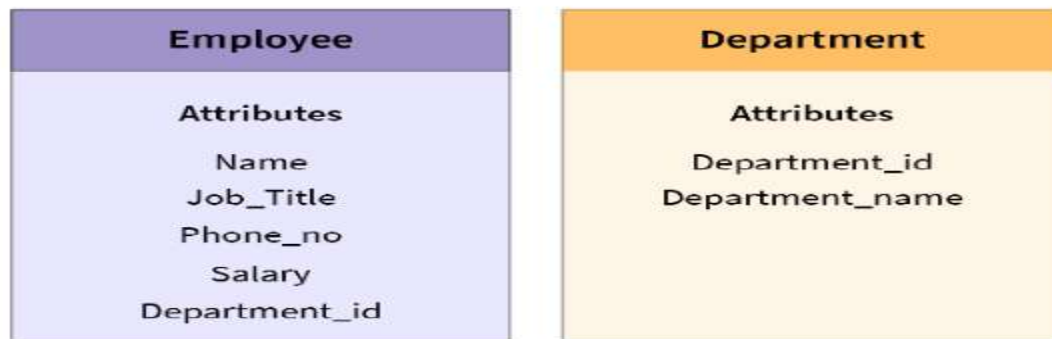 Employee
Attributes
Name
Job_Title
Phone_no
Salary
Department_id
Department
Attributes
Department_id
Department_name